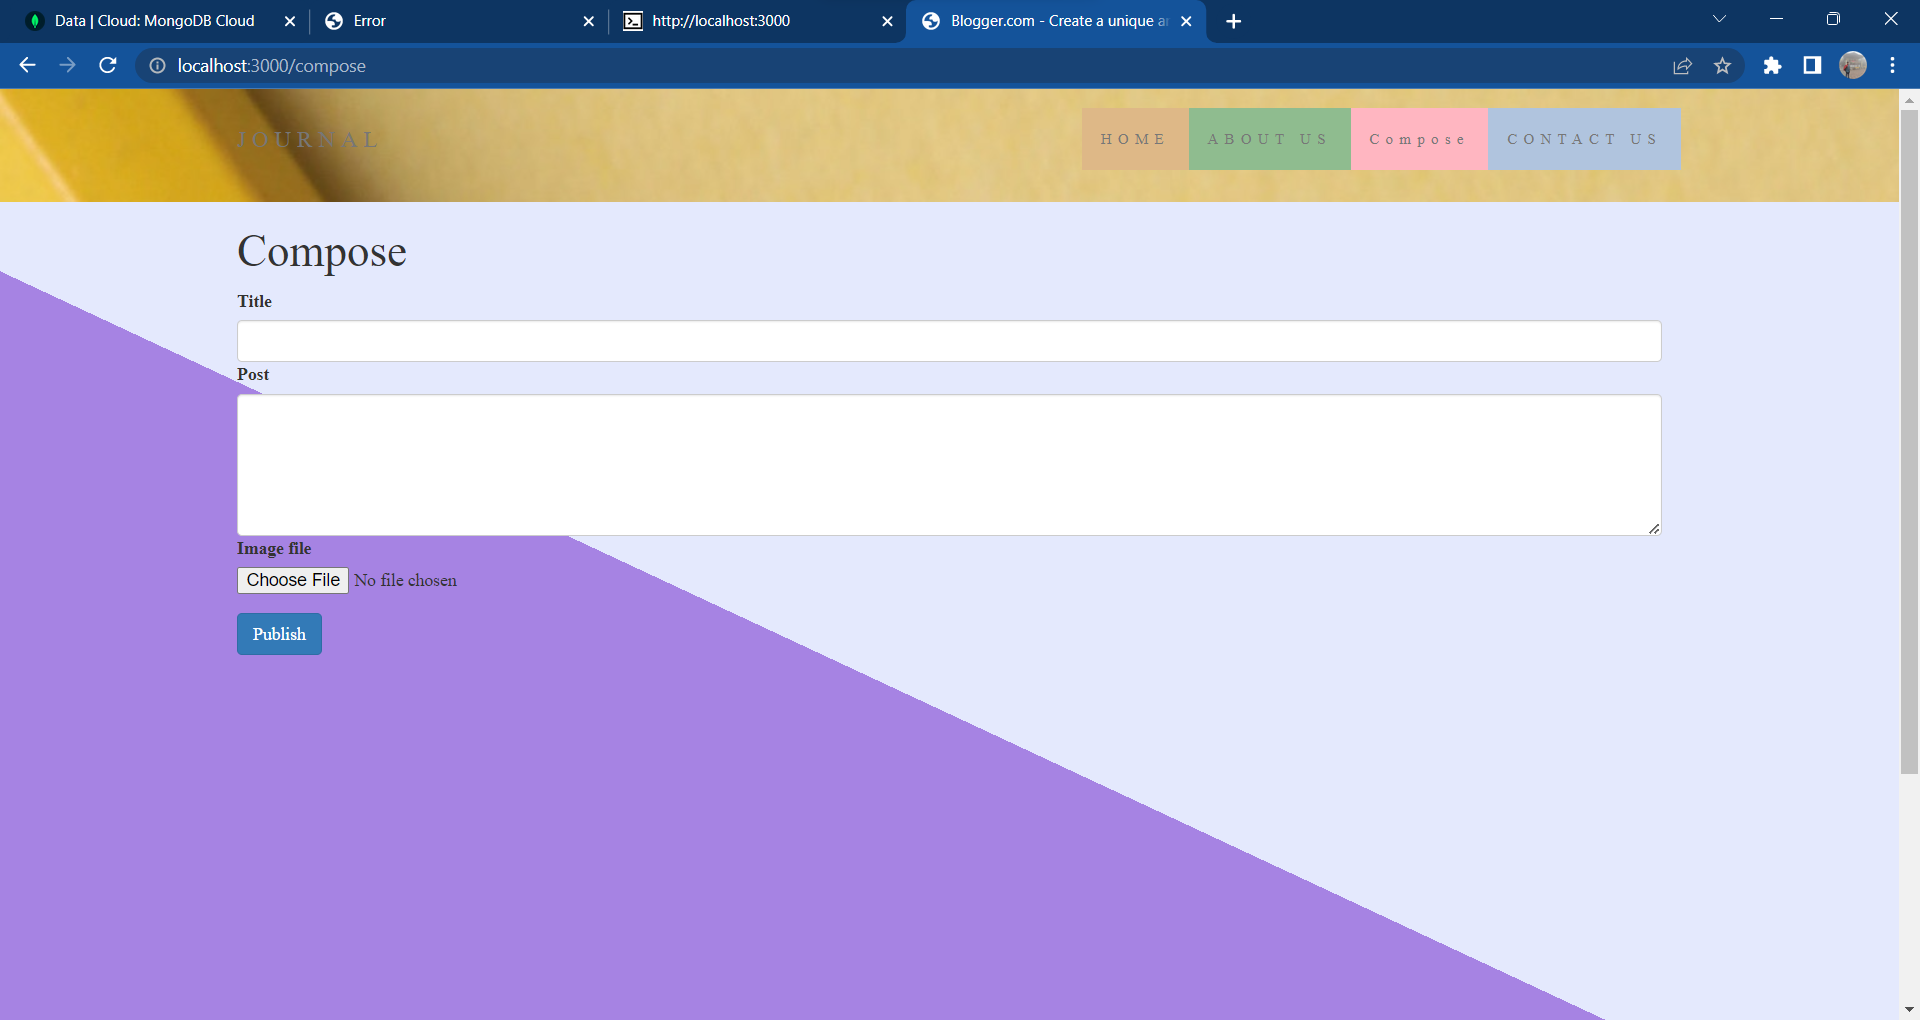 Data | Cloud: MongoDB Cloud
Error
http://localhost:3000
Blogger.com - Create a unique a
localhost:3000/compose
JOURNAL
HOME
ABOUT US
Compose
CONTACT US
Compose
Title
Post
Image file
Choose File No file chosen
Publish